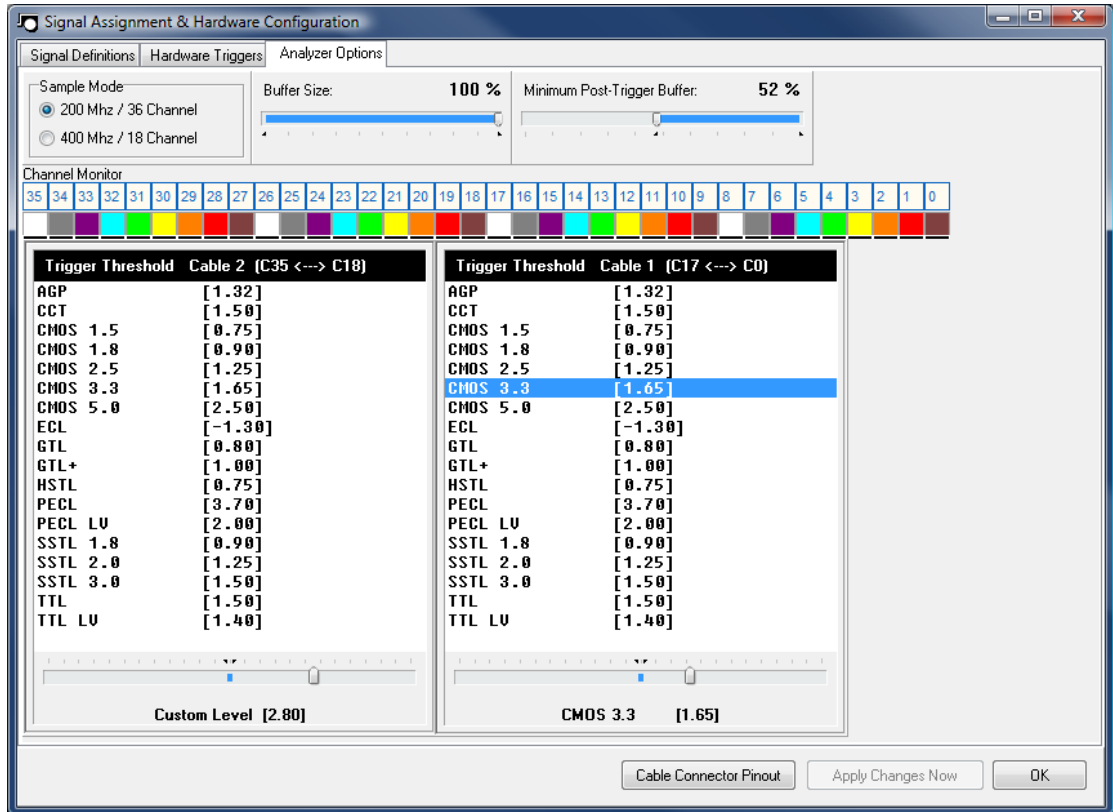 Signal Assignment & Hardware Configuration
Signal Definitions Hardware Triggers Analyzer Options
Sample Mode
200 Mhz / 36 Channel
400 Mhz / 18 Channel
Buffer Size: 100 %
Minimum Post-Trigger Buffer: 52 %
Channel Monitor
35 34 33 32 31 30 29 28 27 26 25 24 23 22 21 20 19 18 17 16 15 14 13 12 11 10 9 8 7 6 5 4 3 2 1 0
Trigger Threshold Cable 2 (C35 <---> C18)
AGP [1.32]
CCT [1.50]
CMOS 1.5 [0.75]
CMOS 1.8 [0.90]
CMOS 2.5 [1.25]
CMOS 3.3 [1.65]
CMOS 5.0 [2.50]
ECL [-1.30]
GTL [0.80]
GTL+ [1.00]
HSTL [0.75]
PECL [3.70]
PECL LV [2.00]
SSTL 1.8 [0.90]
SSTL 2.0 [1.25]
SSTL 3.0 [1.50]
TTL [1.50]
TTL LV [1.40]
Custom Level [2.80]
Trigger Threshold Cable 1 (C17 <---> C0)
AGP [1.32]
CCT [1.50]
CMOS 1.5 [0.75]
CMOS 1.8 [0.90]
CMOS 2.5 [1.25]
CMOS 3.3 [1.65]
CMOS 5.0 [2.50]
ECL [-1.30]
GTL [0.80]
GTL+ [1.00]
HSTL [0.75]
PECL [3.70]
PECL LV [2.00]
SSTL 1.8 [0.90]
SSTL 2.0 [1.25]
SSTL 3.0 [1.50]
TTL [1.50]
TTL LV [1.40]
CMOS 3.3 [1.65]
Cable Connector Pinout Apply Changes Now OK